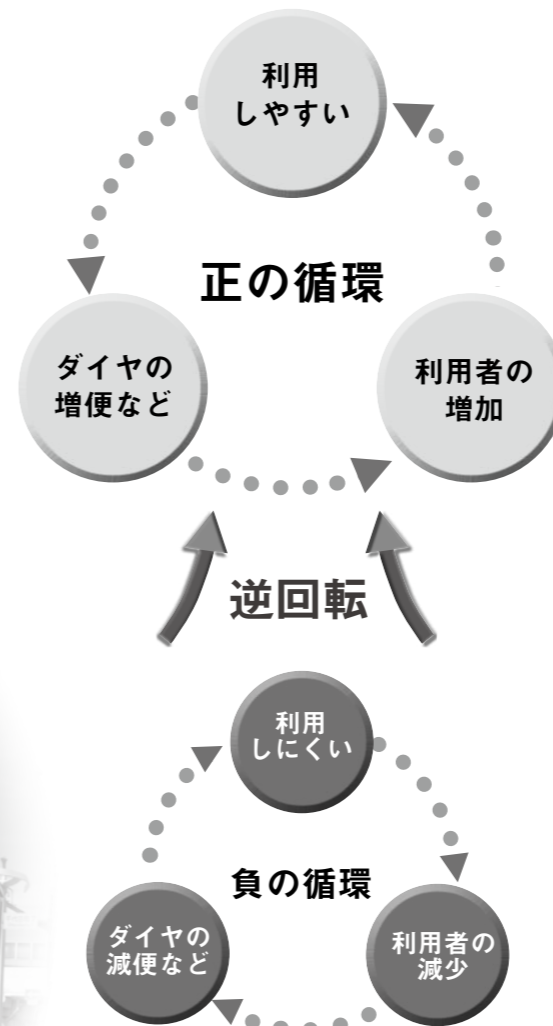 利用
しやすい
正の循環
ダイヤの
増便など
利用者の
増加
逆回転
利用
しにくい
負の循環
ダイヤの
減便など
利用者の
減少